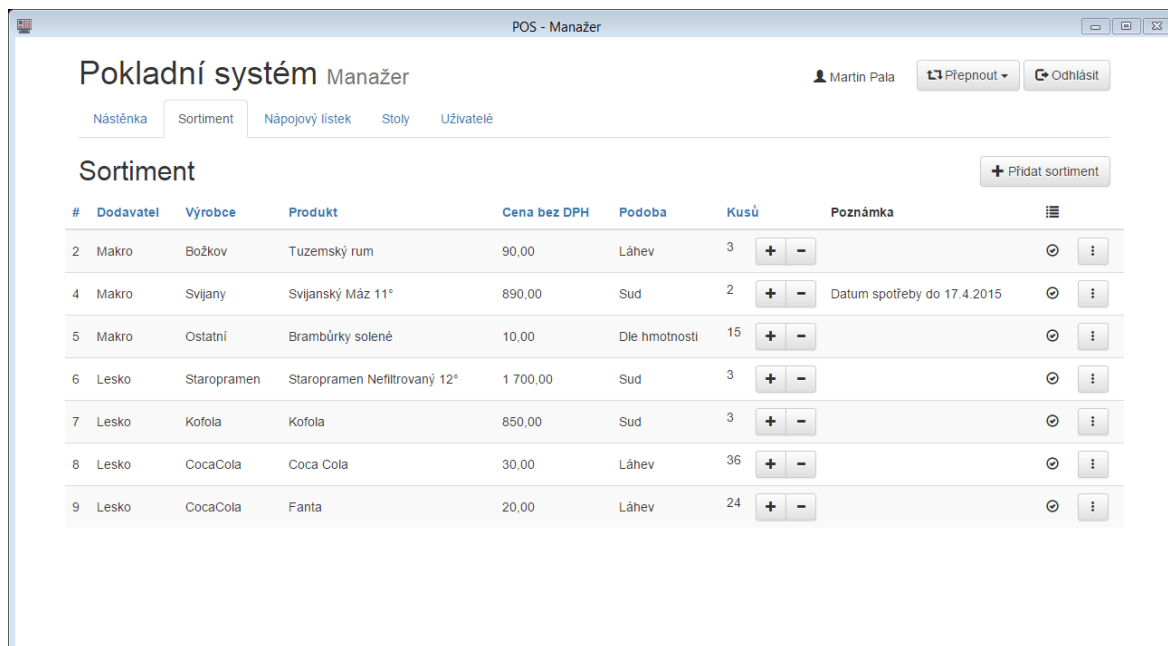 POS - Manažer
Pokladní systém Manažer
Martin Pala Přepnout Odhlásit
Nástěnka Sortiment Nápojový lístek Stoly Uživatelé
Sortiment
Přidat sortiment
# Dodavatel Výrobce Produkt Cena bez DPH Podoba Kusů Poznámka
2 Makro Božkov Tuzemský rum 90,00 Láhev 3
4 Makro Svijany Svijanský Máz 11° 890,00 Sud 2 Datum spotřeby do 17.4.2015
5 Makro Ostatní Brambůrky solené 10,00 Dle hmotnosti 15
6 Lesko Staropramen Staropramen Nefiltrovaný 12° 1 700,00 Sud 3
7 Lesko Kofola Kofola 850,00 Sud 3
8 Lesko CocaCola Coca Cola 30,00 Láhev 36
9 Lesko CocaCola Fanta 20,00 Láhev 24